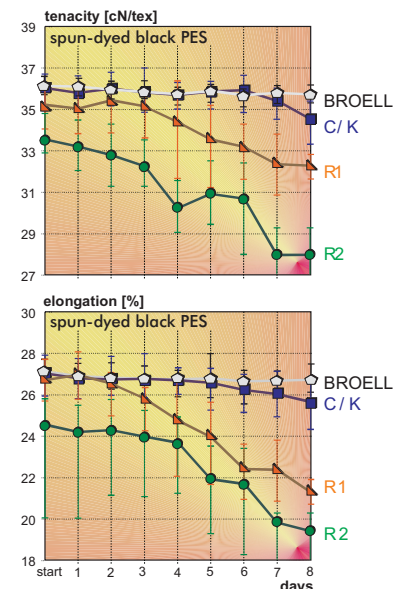 tenacity [cN/tex]
39
spun-dyed black PES
37
35
33
31
29
27
BROELL
C/K
R1
R2
elongation [%]
30
spun-dyed black PES
28
26
24
22
20
18
BROELL
C/K
R1
R2
start 1 2 3 4 5 6 7 8
days